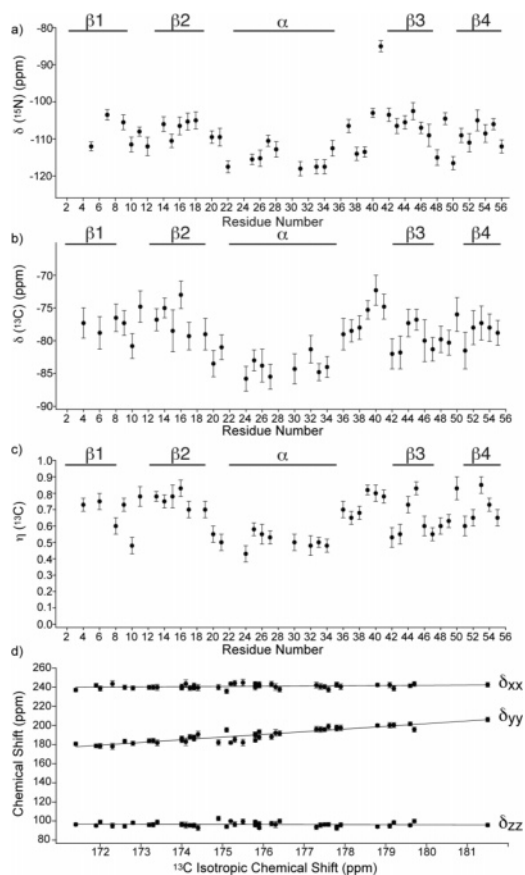 a)
β1 β2 α β3 β4
δ (¹⁵N) (ppm)
-80
-90
-100
-110
-120
2 4 6 8 10 12 14 16 18 20 22 24 26 28 30 32 34 36 38 40 42 44 46 48 50 52 54 56
Residue Number
b)
β1 β2 α β3 β4
δ (¹³C) (ppm)
-70
-75
-80
-85
-90
2 4 6 8 10 12 14 16 18 20 22 24 26 28 30 32 34 36 38 40 42 44 46 48 50 52 54 56
Residue Number
c)
β1 β2 α β3 β4
η (¹³C)
1.0
0.9
0.8
0.7
0.6
0.5
0.4
0.3
0.2
0.1
0.0
2 4 6 8 10 12 14 16 18 20 22 24 26 28 30 32 34 36 38 40 42 44 46 48 50 52 54 56
Residue Number
d)
Chemical Shift (ppm)
260
240
220
200
180
160
140
120
100
80
δxx
δyy
δzz
172 173 174 175 176 177 178 179 180 181
¹³C Isotropic Chemical Shift (ppm)